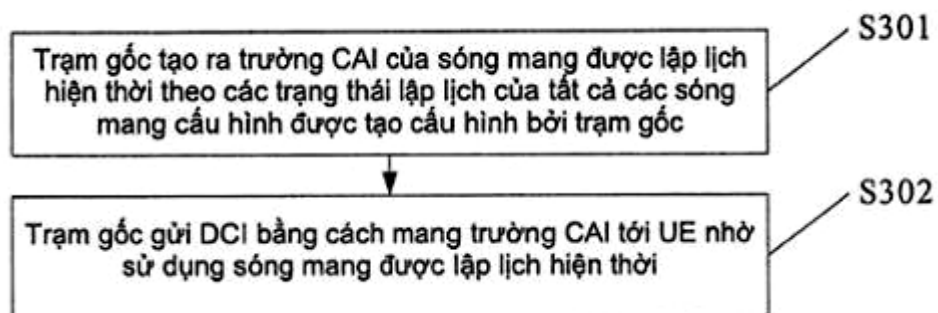 S301
Trạm gốc tạo ra trường CAI của sóng mang được lập lịch
hiện thời theo các trạng thái lập lịch của tất cả các sóng
mang cấu hình được tạo cấu hình bởi trạm gốc
S302
Trạm gốc gửi DCI bằng cách mang trường CAI tới UE nhờ
sử dụng sóng mang được lập lịch hiện thời